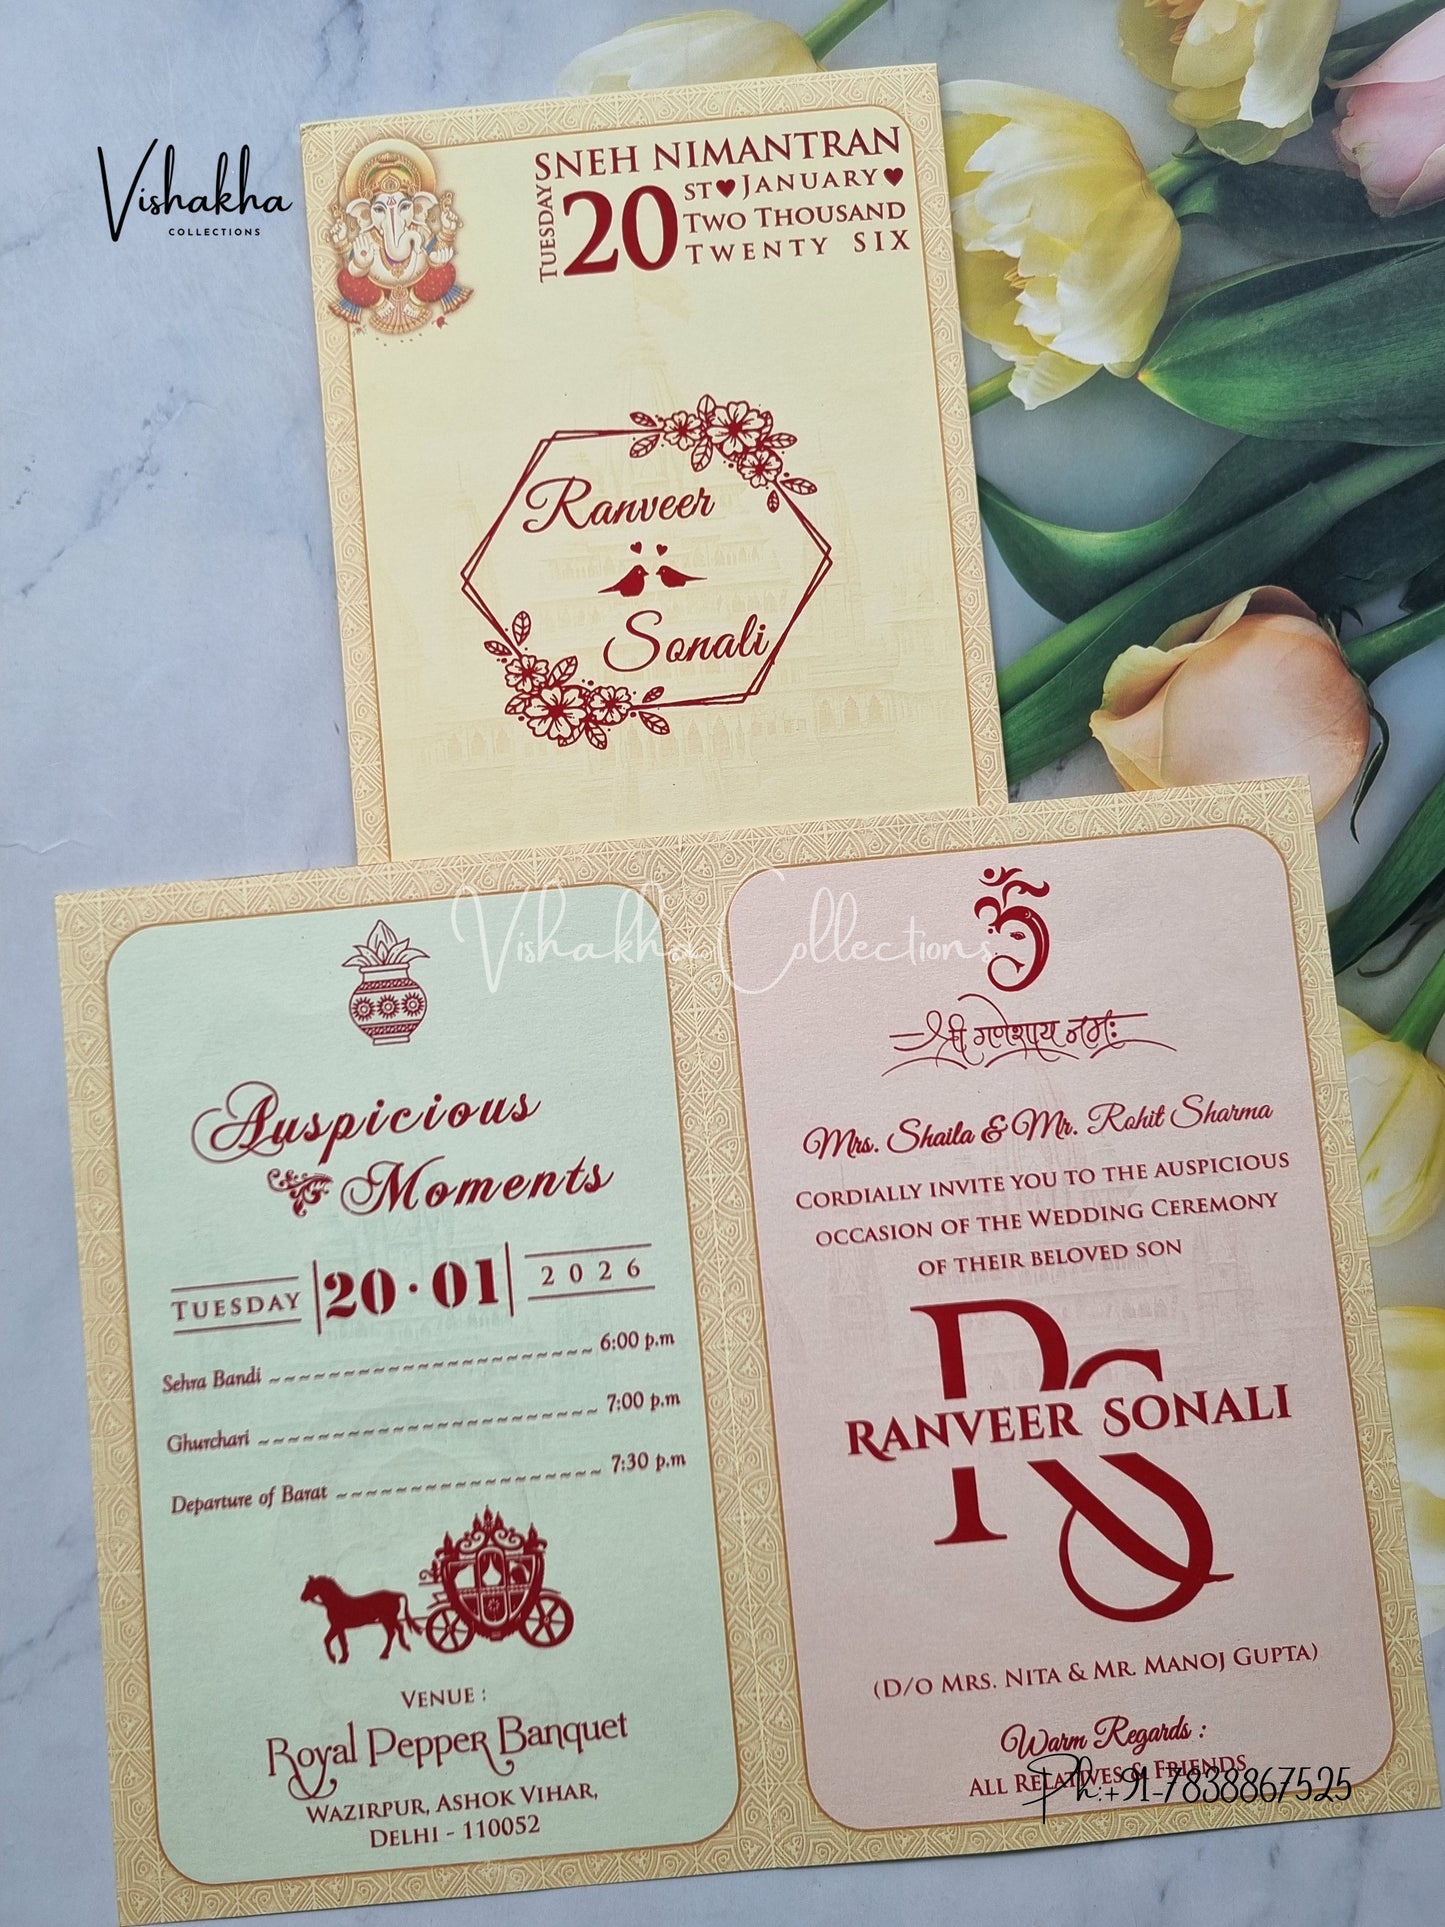 Vishakha
COLLECTIONS
SNEH NIMANTRAN
TUESDAY
20
ST♥JANUARY♥
TWO THOUSAND
TWENTY SIX
Ranveer
Sonali
Vishakha Collections
Auspicious
Moments
TUESDAY
20·01
2026
Sehra Bandi ~~~~~~~~~~~~~~~~~~~~~~ 6:00 p.m
Ghurchari ~~~~~~~~~~~~~~~~~~~~~~~ 7:00 p.m
Departure of Barat ~~~~~~~~~~~~~~~~~~ 7:30 p.m
VENUE :
Royal Pepper Banquet
WAZIRPUR, ASHOK VIHAR,
DELHI - 110052
ॐ
श्री गणेशाय नमः
Mrs. Shaila & Mr. Rohit Sharma
CORDIALLY INVITE YOU TO THE AUSPICIOUS
OCCASION OF THE WEDDING CEREMONY
OF THEIR BELOVED SON
RS
RANVEER SONALI
(D/O MRS. NITA & MR. MANOJ GUPTA)
Warm Regards :
ALL RELATIVES & FRIENDS
Ph:+91-7838867525